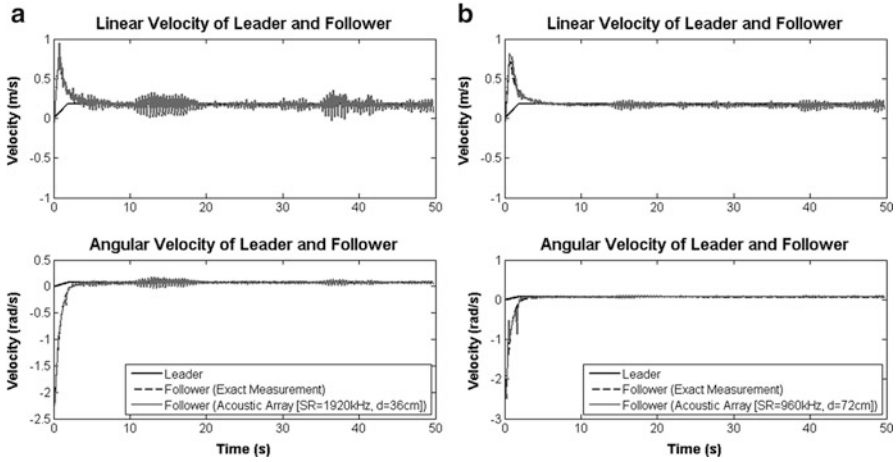 a
Linear Velocity of Leader and Follower
Velocity (m/s)
1
0.5
0
-0.5
-1
0 10 20 30 40 50
Angular Velocity of Leader and Follower
Velocity (rad/s)
0.5
0
-0.5
-1
-1.5
-2
-2.5
Leader
Follower (Exact Measurement)
Follower (Acoustic Array [SR=1920kHz, d=36cm])
0 10 20 30 40 50
Time (s)
b
Linear Velocity of Leader and Follower
Velocity (m/s)
1
0.5
0
-0.5
-1
0 10 20 30 40 50
Angular Velocity of Leader and Follower
Velocity (rad/s)
1
0
-1
-2
-3
Leader
Follower (Exact Measurement)
Follower (Acoustic Array [SR=960kHz, d=72cm])
0 10 20 30 40 50
Time (s)